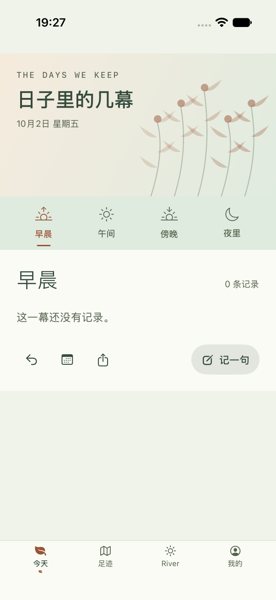 19:27
THE DAYS WE KEEP
日子里的几幕
10月2日 星期五
早晨
午间
傍晚
夜里
早晨
0 条记录
这一幕还没有记录。
记一句
今天
足迹
River
我的